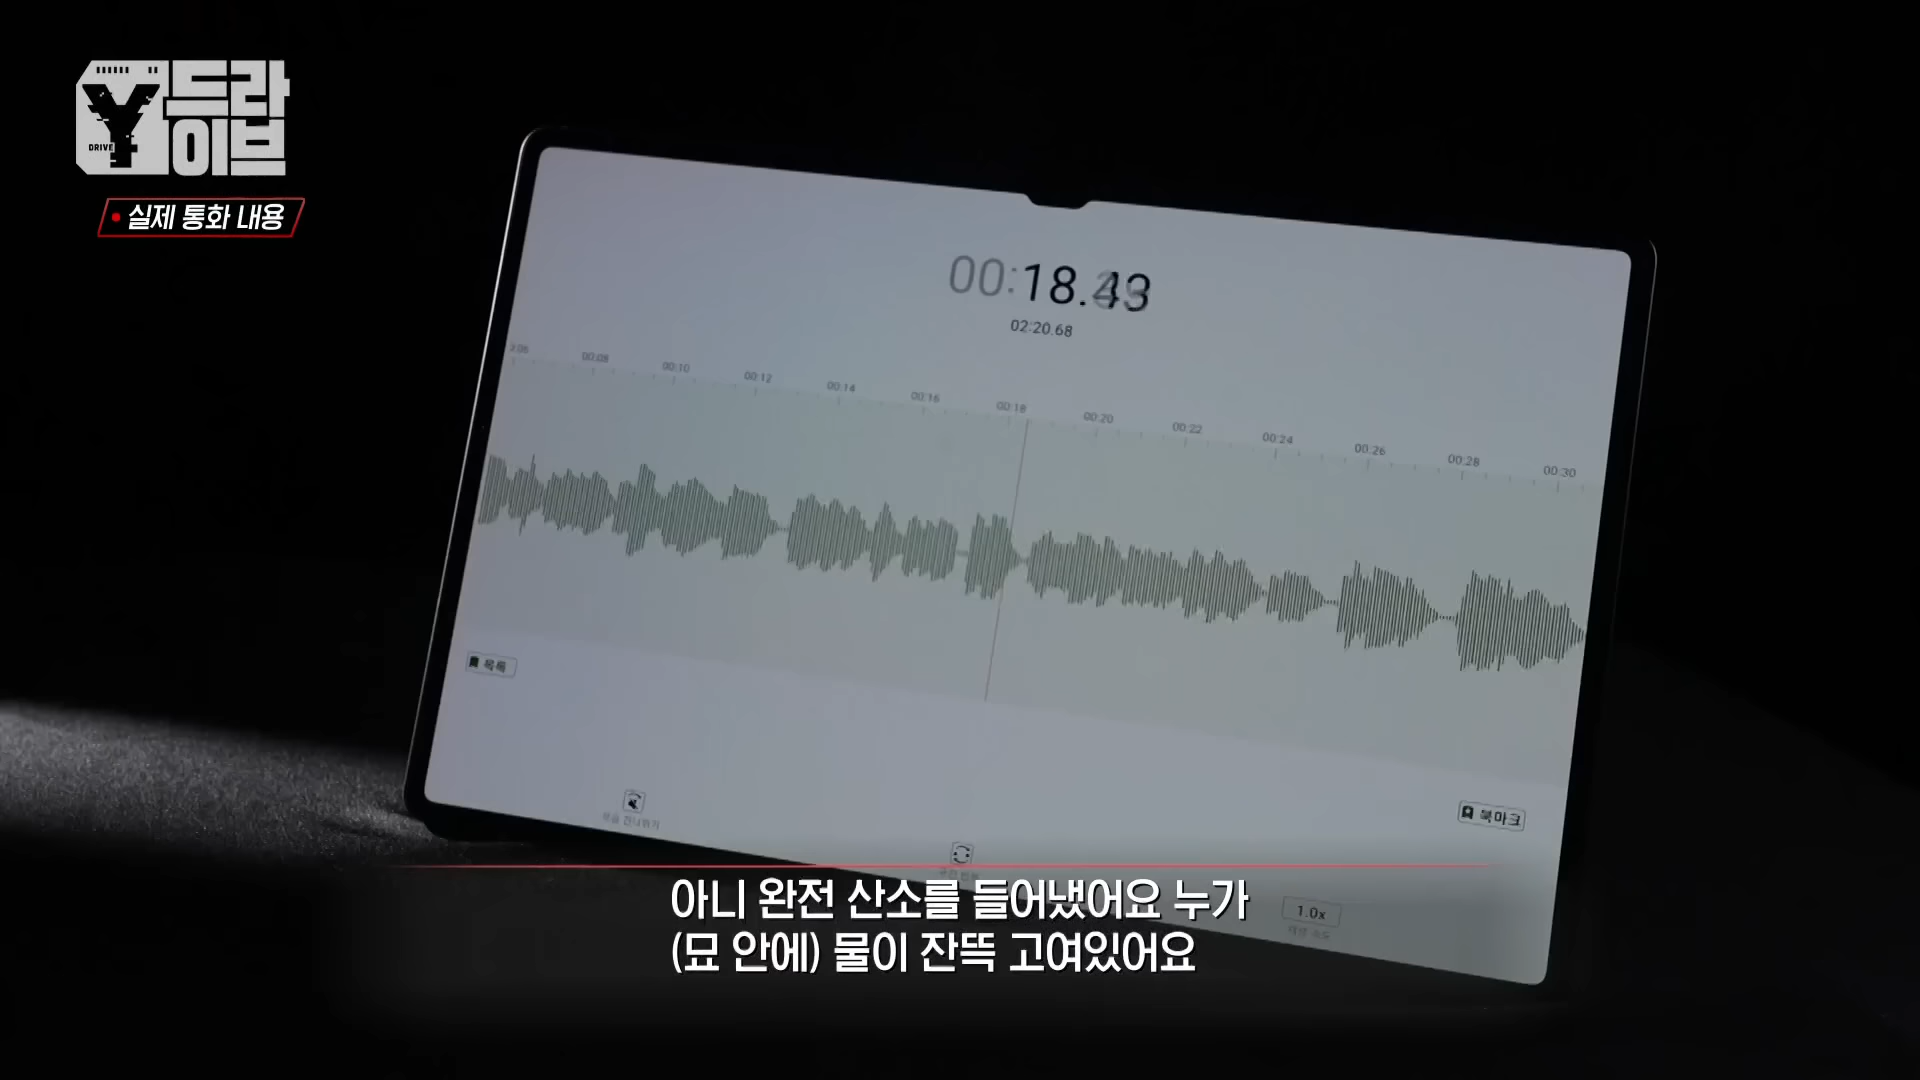 드라
이브
DRIVE
실제 통화 내용
00:18.43
02:20.68
00:08 00:10 00:12 00:14 00:16 00:18 00:20 00:22 00:24 00:26 00:28 00:30
목록
북마크
1.0x
아니 완전 산소를 들어냈어요 누가
(묘 안에) 물이 잔뜩 고여있어요